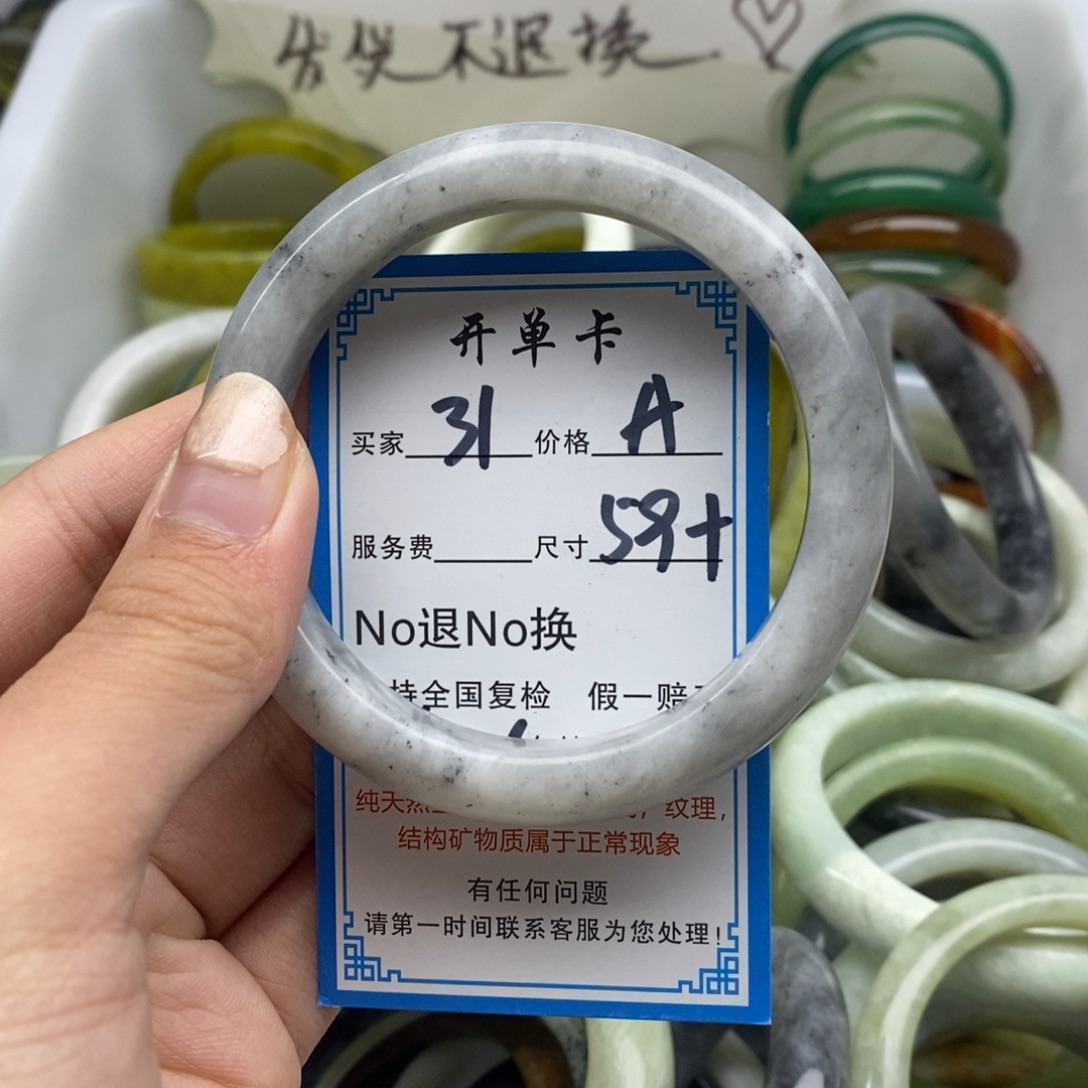 不退换
开单卡
买家 31 价格 A
服务费 尺寸 59+
No退No换
持全国复检 假一赔
纯天然 纹理，
结构矿物质属于正常现象
有任何问题
请第一时间联系客服为您处理！